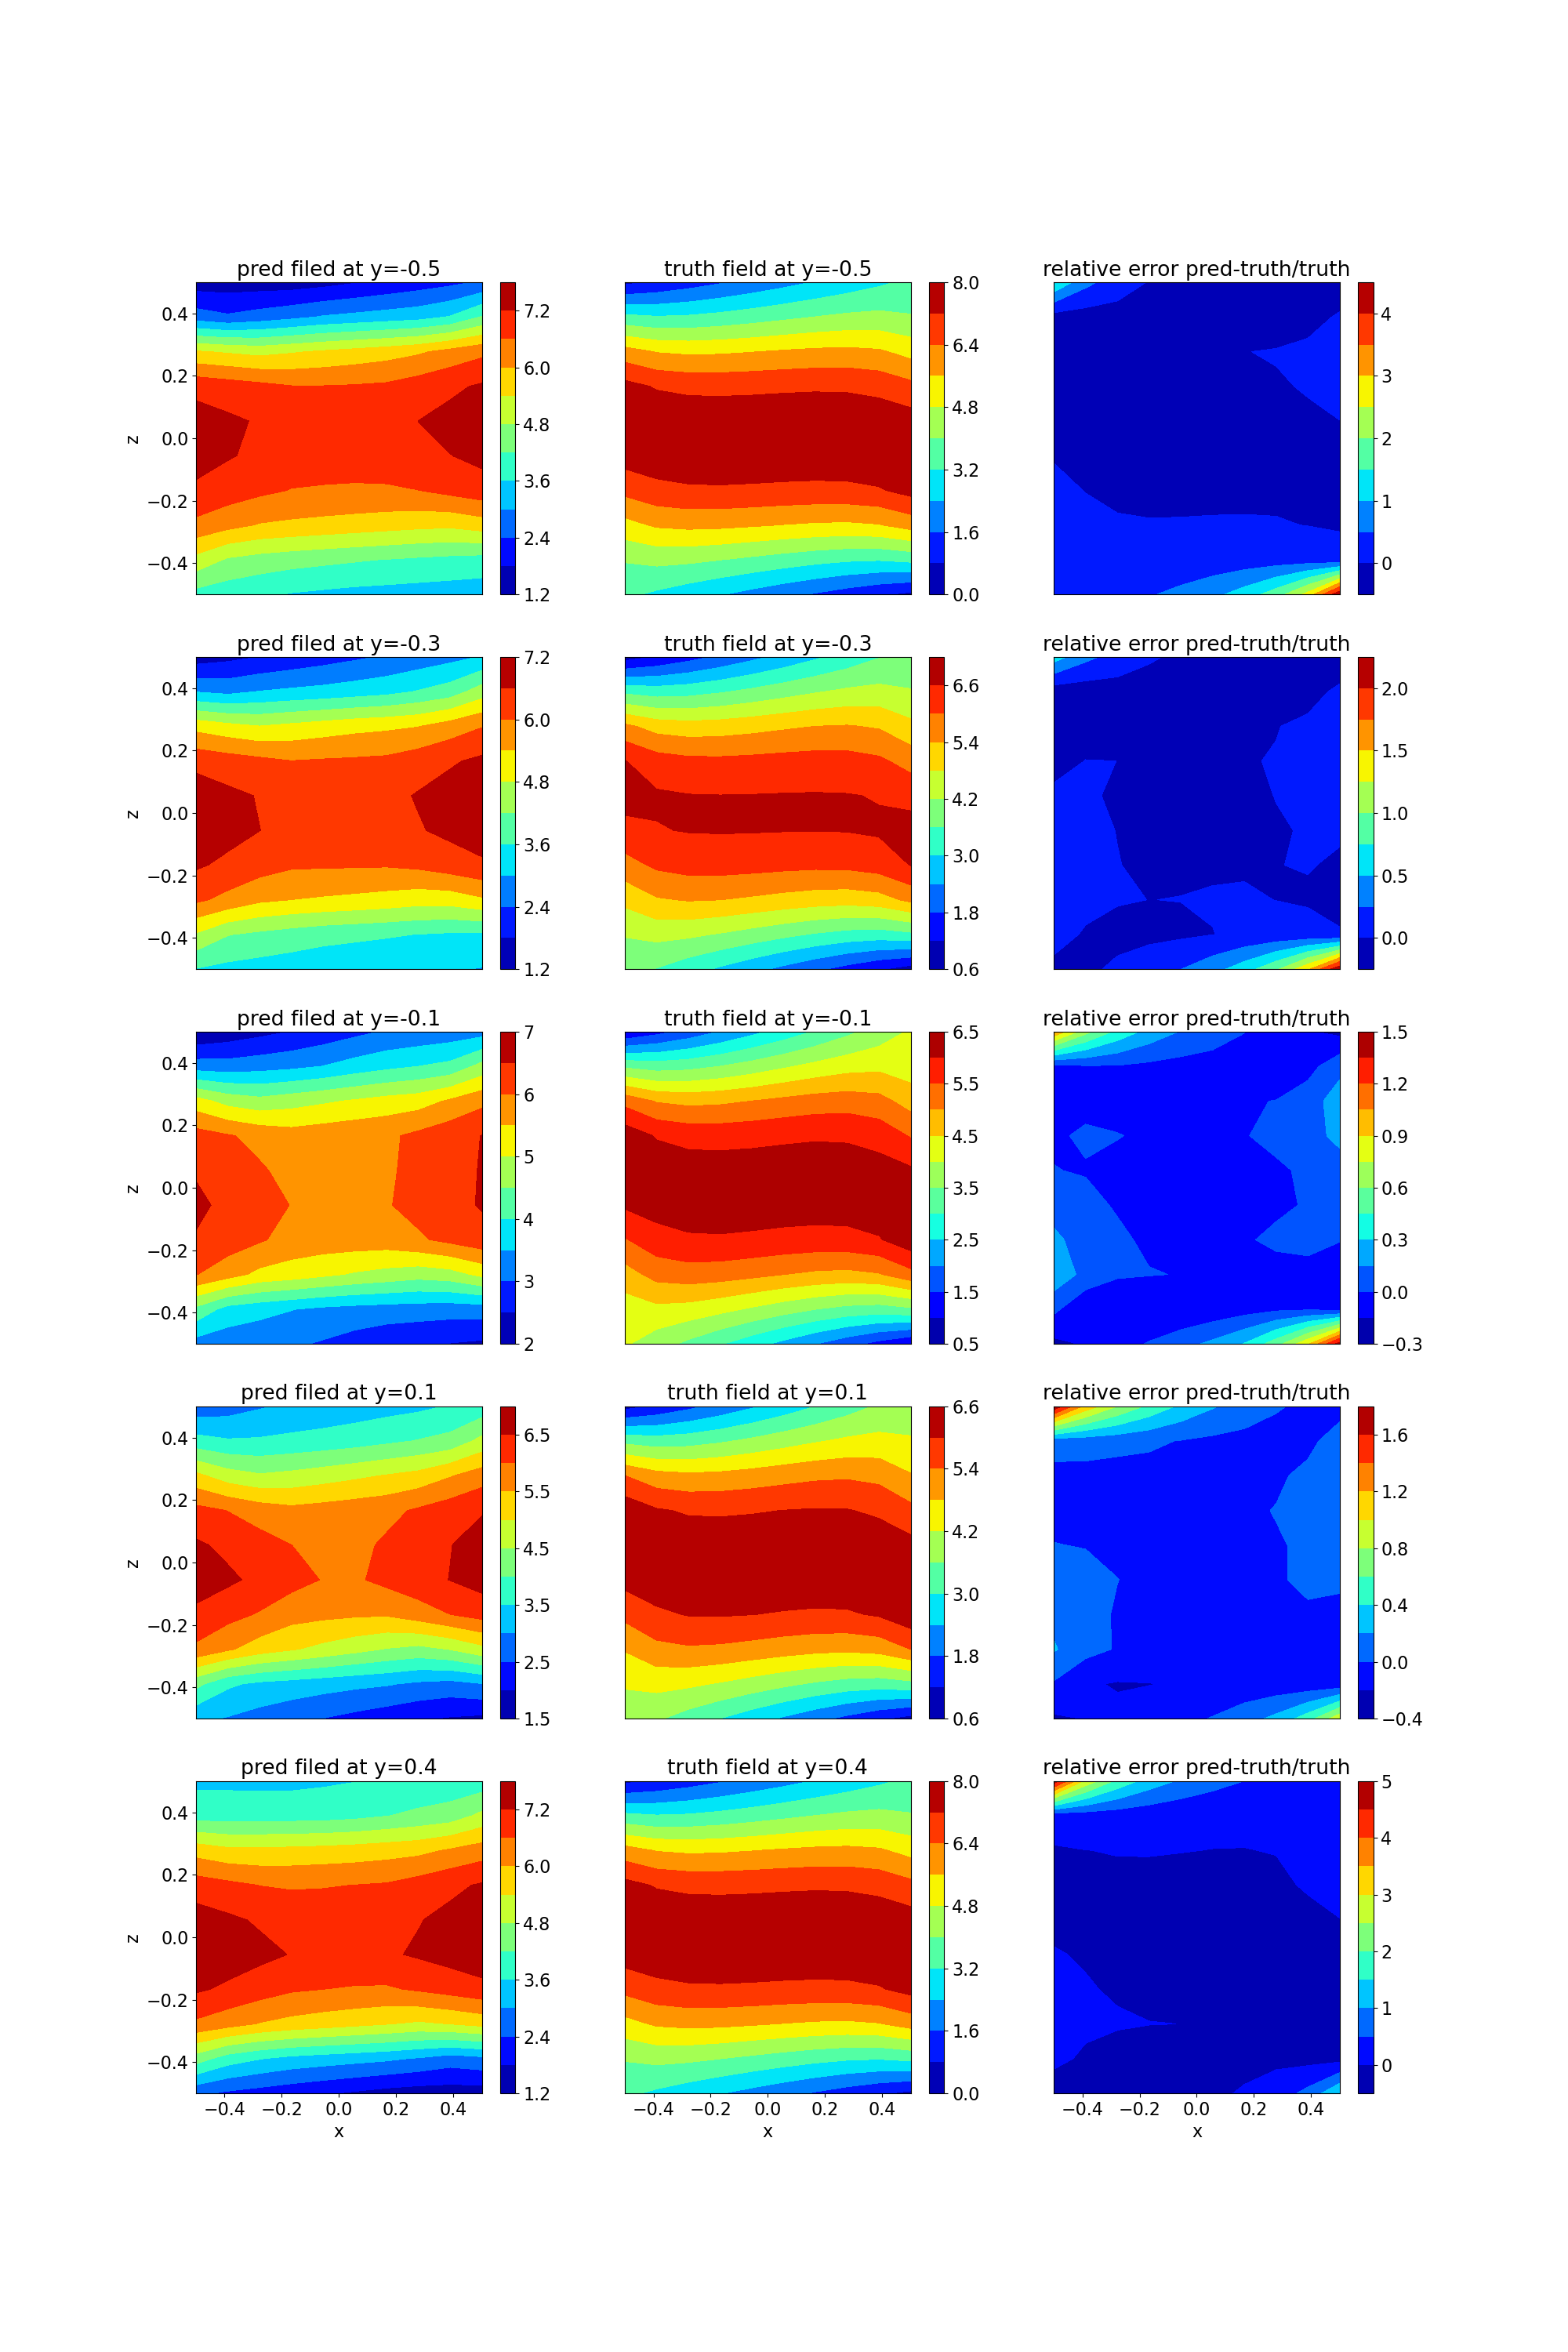 pred filed at y=-0.5 truth field at y=-0.5 relative error pred-truth/truth
0.4 7.2 8.0 4
0.2 6.0 6.4 3
z 0.0 4.8 4.8 2
−0.2 3.6 3.2 1
−0.4 2.4 1.6 0
1.2 0.0
pred filed at y=-0.3 truth field at y=-0.3 relative error pred-truth/truth
0.4 7.2 6.6 2.0
0.2 6.0 5.4 1.5
z 0.0 4.8 4.2 1.0
−0.2 3.6 3.0 0.5
−0.4 2.4 1.8 0.0
1.2 0.6
pred filed at y=-0.1 truth field at y=-0.1 relative error pred-truth/truth
7 6.5 1.5
0.4 6 5.5 1.2
0.2 5 4.5 0.9
z 0.0 4 3.5 0.6
−0.2 3 2.5 0.3
−0.4 2 1.5 0.0
0.5 −0.3
pred filed at y=0.1 truth field at y=0.1 relative error pred-truth/truth
0.4 6.5 6.6 1.6
0.2 5.5 5.4 1.2
z 0.0 4.5 4.2 0.8
−0.2 3.5 3.0 0.4
−0.4 2.5 1.8 0.0
1.5 0.6 −0.4
pred filed at y=0.4 truth field at y=0.4 relative error pred-truth/truth
0.4 7.2 8.0 5
0.2 6.0 6.4 4
z 0.0 4.8 4.8 3
−0.2 3.6 3.2 2
−0.4 2.4 1.6 1
1.2 0.0 0
−0.4 −0.2 0.0 0.2 0.4 −0.4 −0.2 0.0 0.2 0.4 −0.4 −0.2 0.0 0.2 0.4
x x x